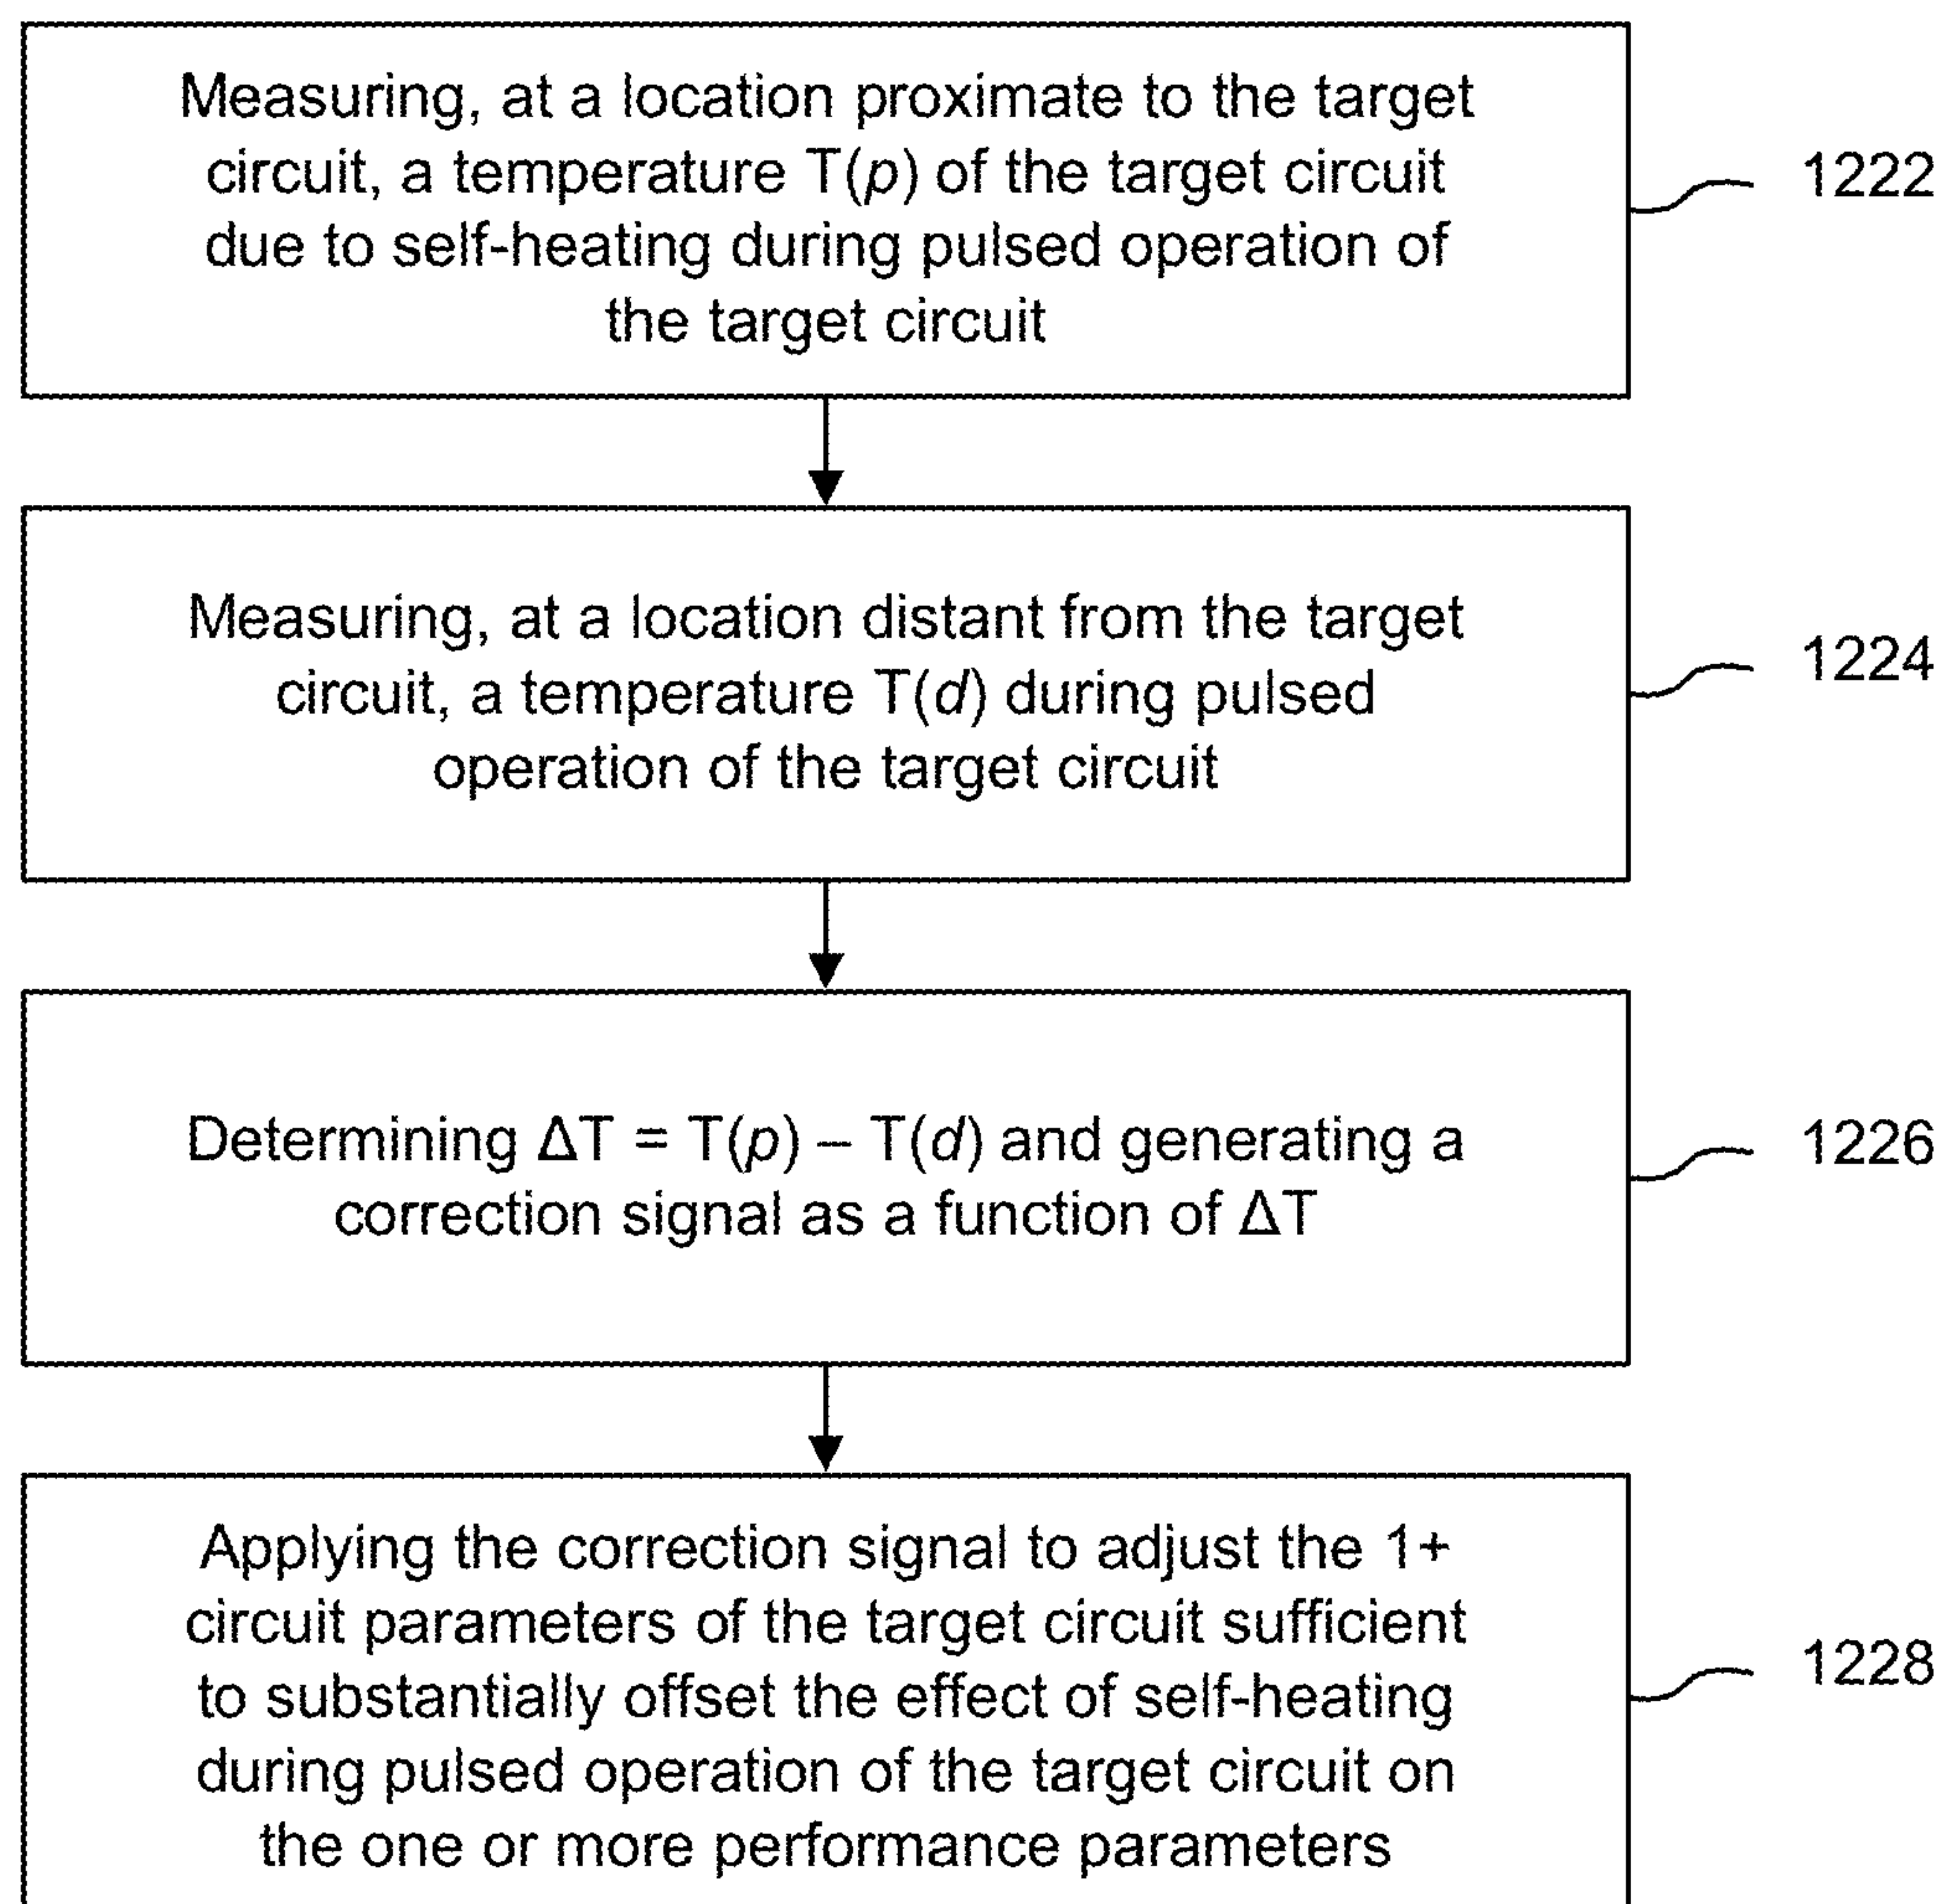 Measuring, at a location proximate to the target
circuit, a temperature T(p) of the target circuit
due to self-heating during pulsed operation of
the target circuit
1222
Measuring, at a location distant from the target
circuit, a temperature T(d) during pulsed
operation of the target circuit
1224
Determining ΔT = T(p) – T(d) and generating a
correction signal as a function of ΔT
1226
Applying the correction signal to adjust the 1+
circuit parameters of the target circuit sufficient
to substantially offset the effect of self-heating
during pulsed operation of the target circuit on
the one or more performance parameters
1228